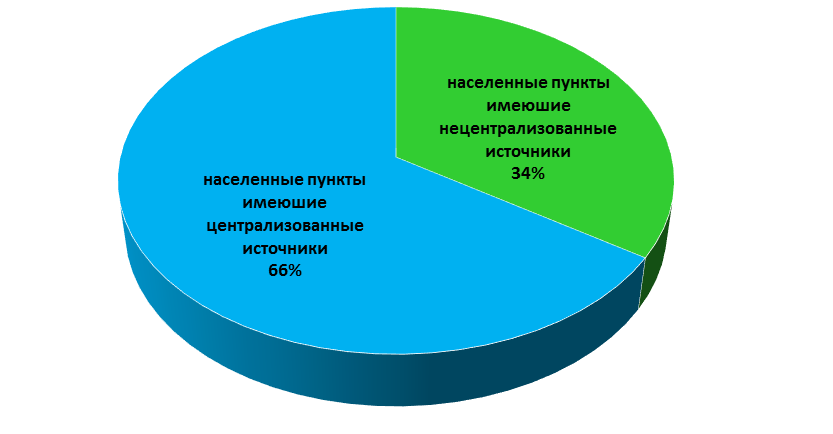 населенные пункты
имеюшие
нецентрализованные
источники
34%
населенные пункты
имеюшие
централизованные
источники
66%